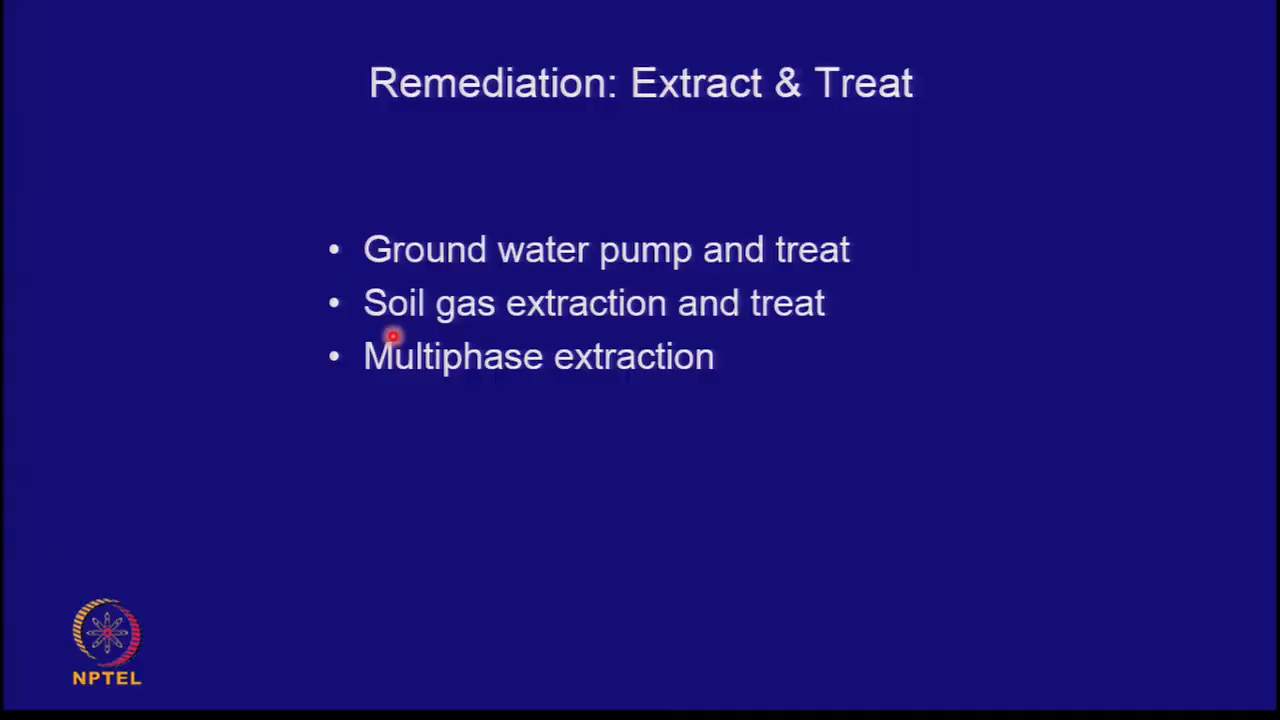 Remediation: Extract & Treat
• Ground water pump and treat
• Soil gas extraction and treat
• Multiphase extraction
NPTEL